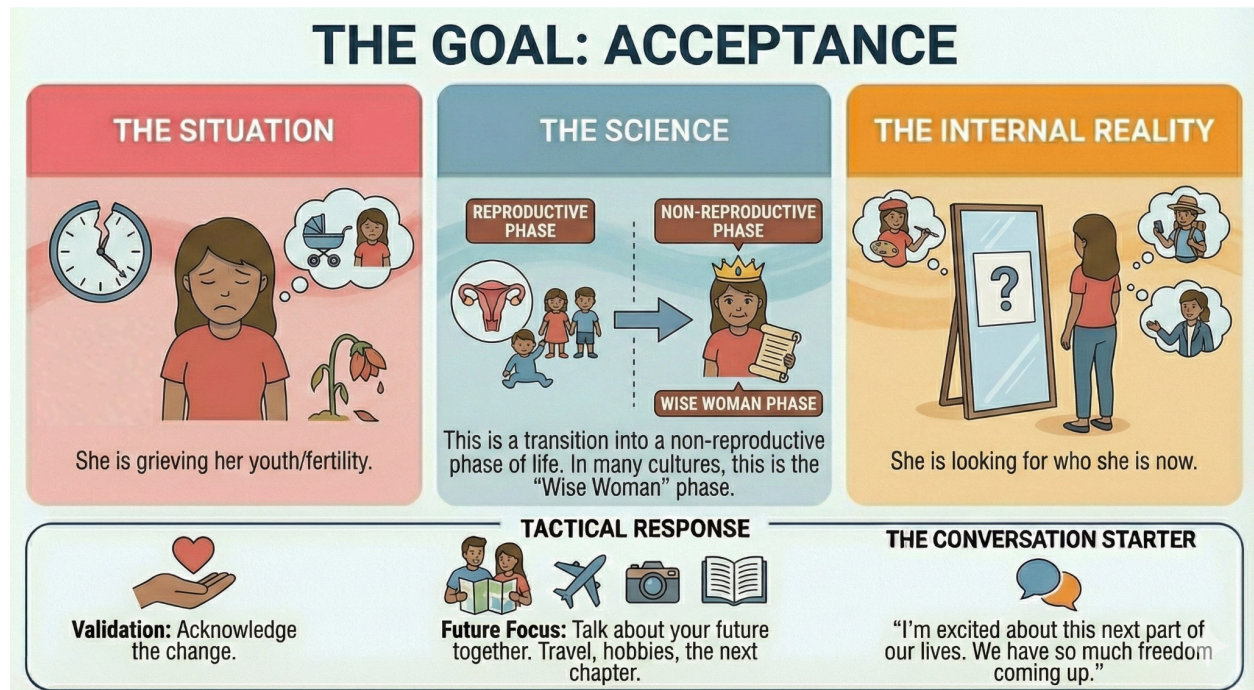 THE GOAL: ACCEPTANCE
THE SITUATION
She is grieving her youth/fertility.
THE SCIENCE
REPRODUCTIVE
PHASE
NON-REPRODUCTIVE
PHASE
WISE WOMAN PHASE
This is a transition into a non-reproductive
phase of life. In many cultures, this is the
“Wise Woman” phase.
THE INTERNAL REALITY
?
She is looking for who she is now.
TACTICAL RESPONSE
Validation: Acknowledge
the change.
Future Focus: Talk about your future
together. Travel, hobbies, the next
chapter.
THE CONVERSATION STARTER
“I'm excited about this next part of
our lives. We have so much freedom
coming up.”